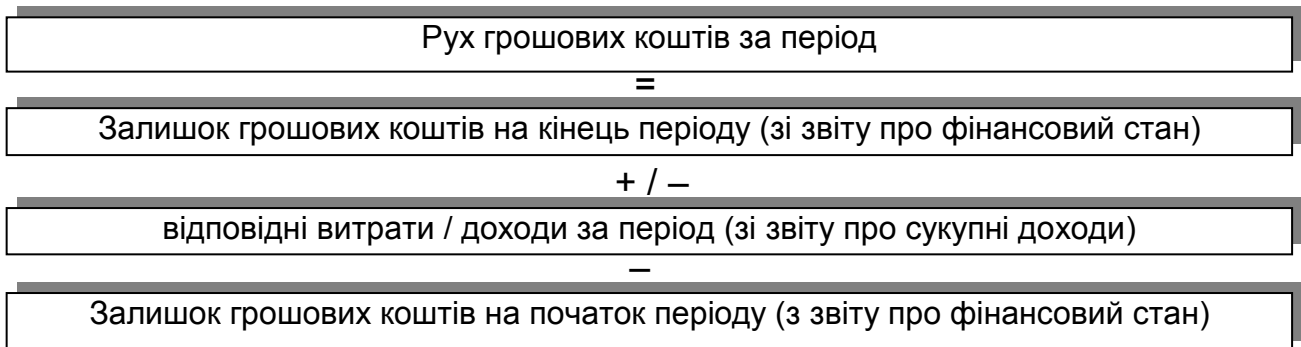 Рух грошових коштів за період
=
Залишок грошових коштів на кінець періоду (зі звіту про фінансовий стан)
+ / –
відповідні витрати / доходи за період (зі звіту про сукупні доходи)
–
Залишок грошових коштів на початок періоду (з звіту про фінансовий стан)